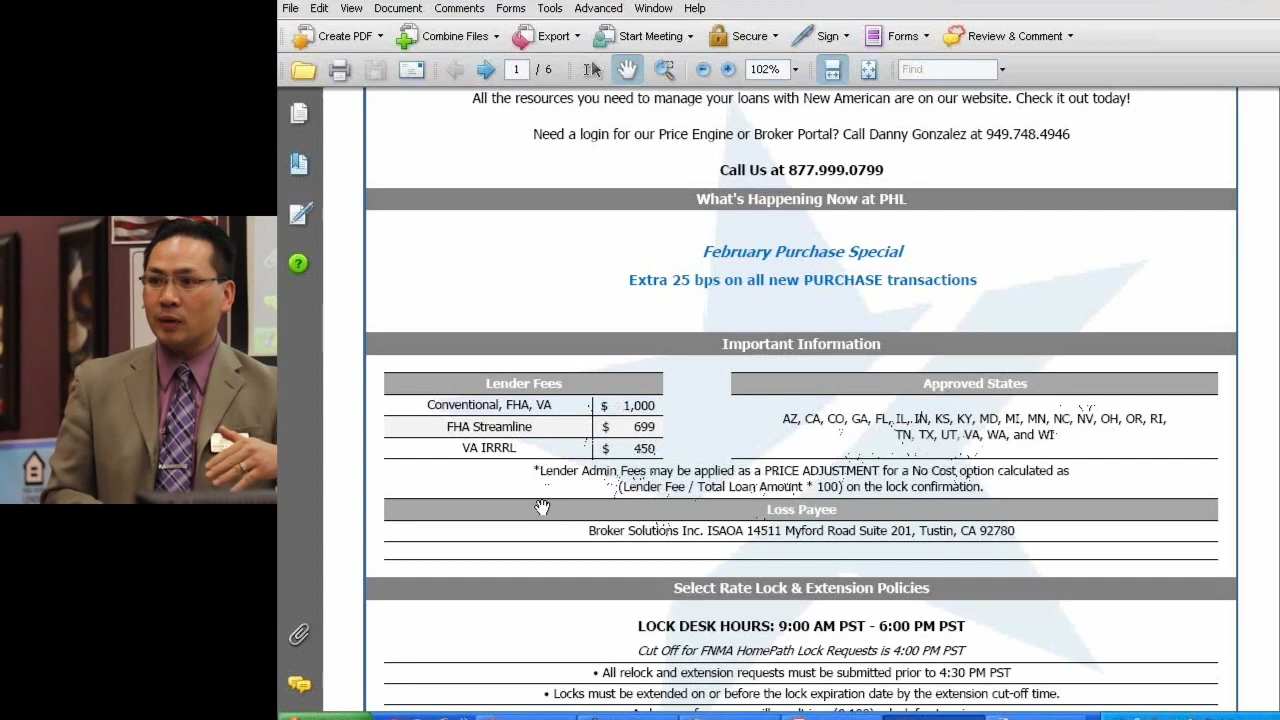 File Edit View Document Comments Forms Tools Advanced Window Help
Create PDF Combine Files Export Start Meeting Secure Sign Forms Review & Comment
1 / 6 102% Find
All the resources you need to manage your loans with New American are on our website. Check it out today!
Need a login for our Price Engine or Broker Portal? Call Danny Gonzalez at 949.748.4946
Call Us at 877.999.0799
What's Happening Now at PHL
February Purchase Special
Extra 25 bps on all new PURCHASE transactions
Important Information
Lender Fees
Conventional, FHA, VA $ 1,000
FHA Streamline $ 699
VA IRRRL $ 450
Approved States
AZ, CA, CO, GA, FL, IL, IN, KS, KY, MD, MI, MN, NC, NV, OH, OR, RI,
TN, TX, UT, VA, WA, and WI
*Lender Admin Fees may be applied as a PRICE ADJUSTMENT for a No Cost option calculated as
(Lender Fee / Total Loan Amount * 100) on the lock confirmation.
Loss Payee
Broker Solutions Inc. ISAOA 14511 Myford Road Suite 201, Tustin, CA 92780
Select Rate Lock & Extension Policies
LOCK DESK HOURS: 9:00 AM PST - 6:00 PM PST
Cut Off for FNMA HomePath Lock Requests is 4:00 PM PST
• All relock and extension requests must be submitted prior to 4:30 PM PST
• Locks must be extended on or before the lock expiration date by the extension cut-off time.